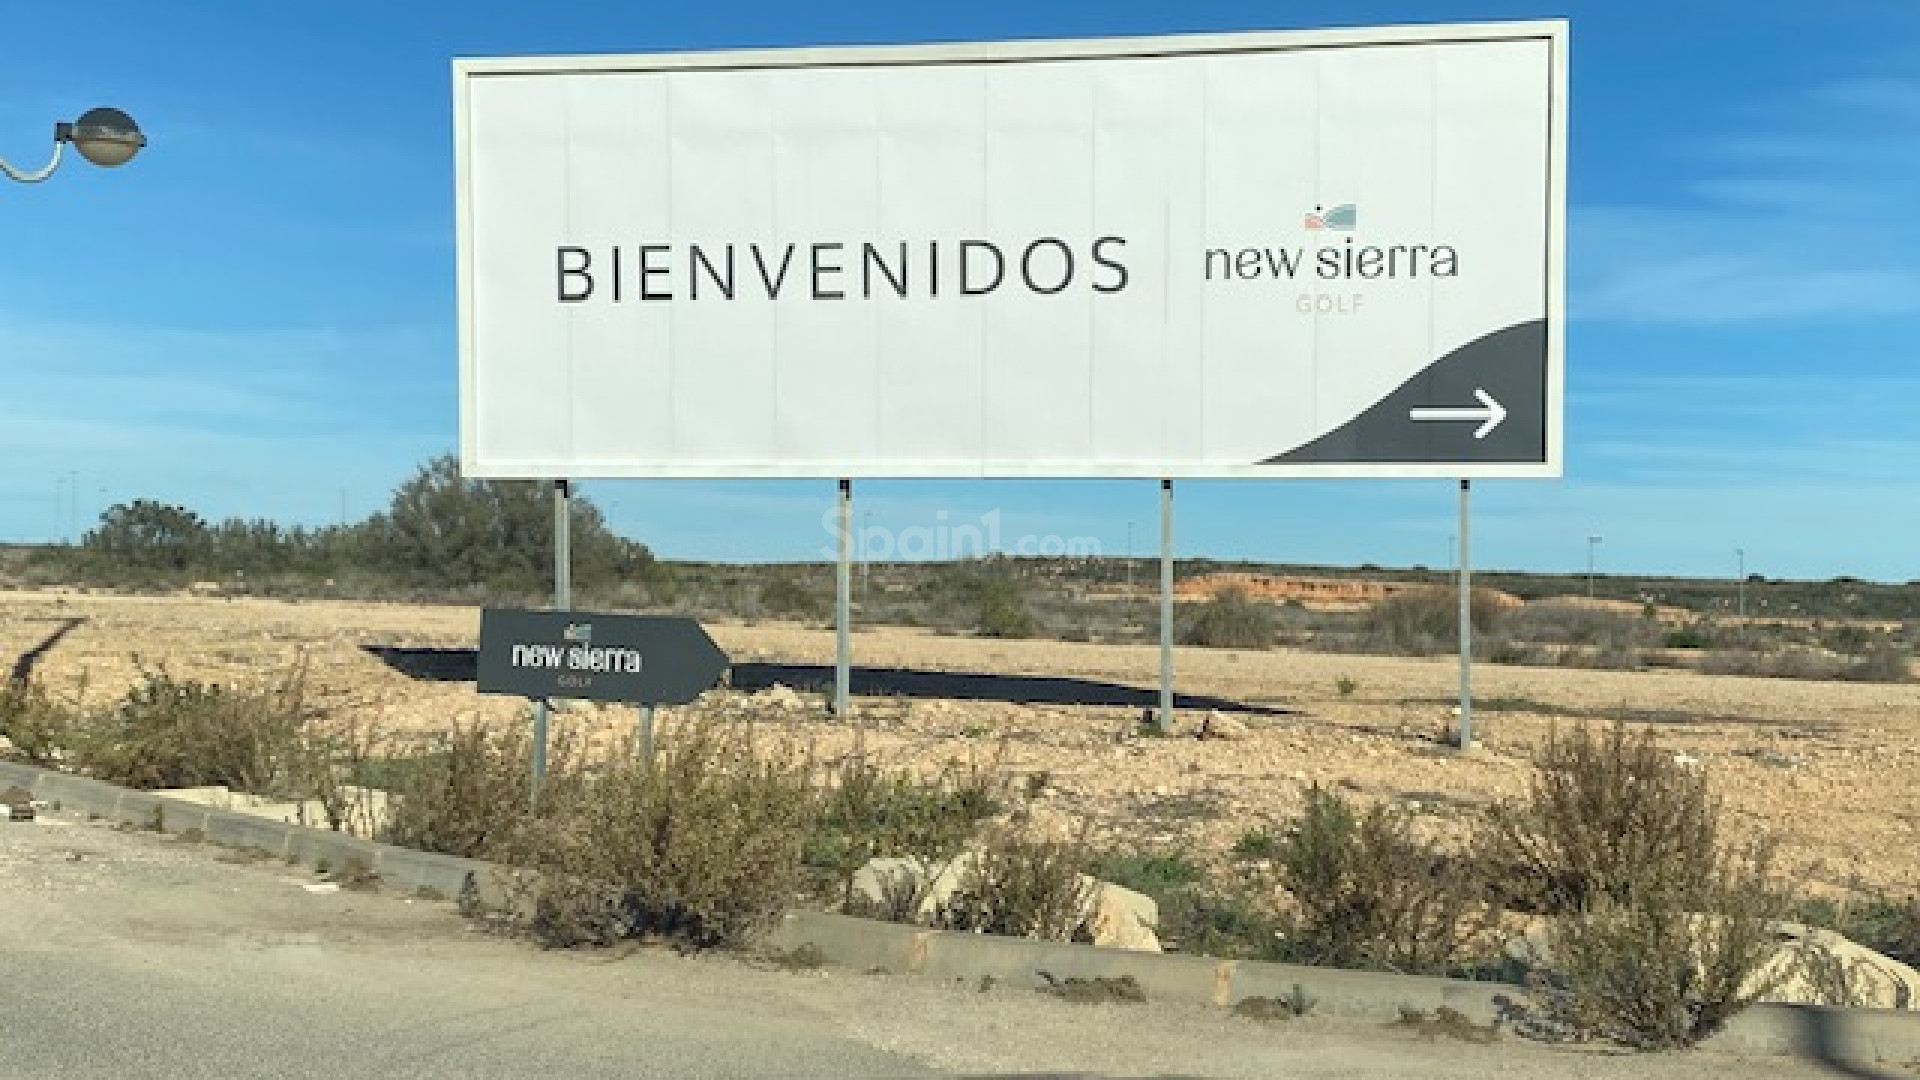 BIENVENIDOS
new sierra
GOLF
Spain1.com
new sierra
GOLF